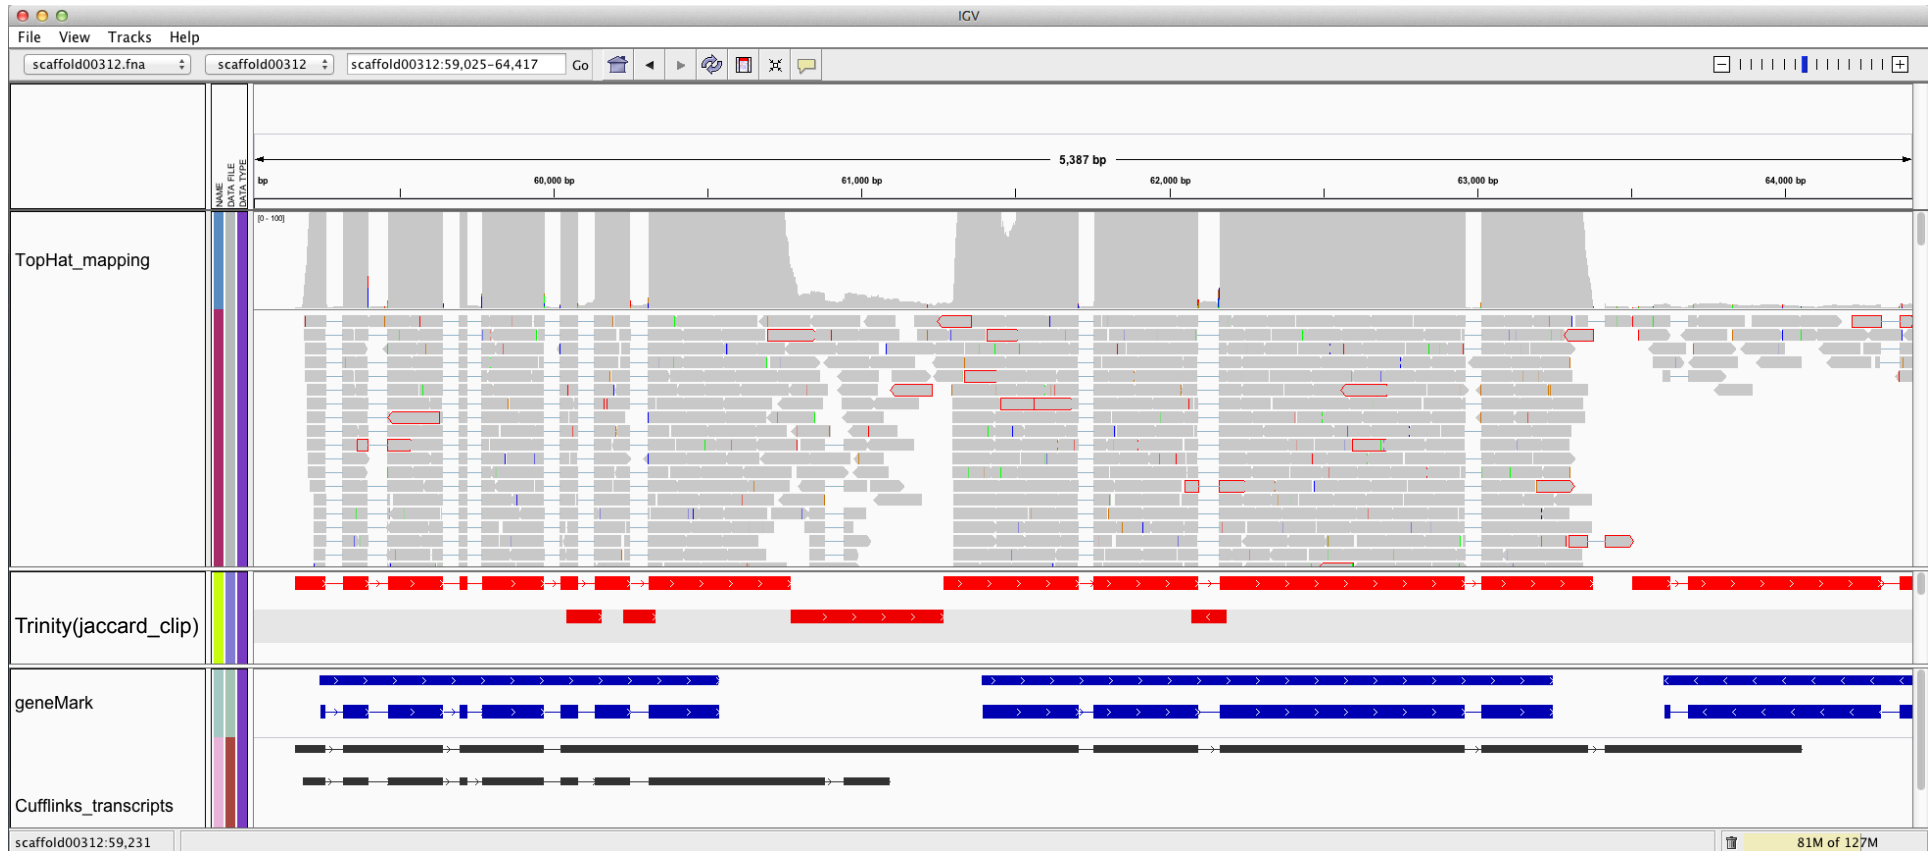 IGV
File View Tracks Help
scaffold00312.fna scaffold00312 scaffold00312:59,025-64,417 Go
NAME
DATA FILE
DATA TYPE
5,387 bp
bp 60,000 bp 61,000 bp 62,000 bp 63,000 bp 64,000 bp
[0 - 100]
TopHat_mapping
Trinity(jaccard_clip)
geneMark
Cufflinks_transcripts
scaffold00312:59,231 81M of 127M